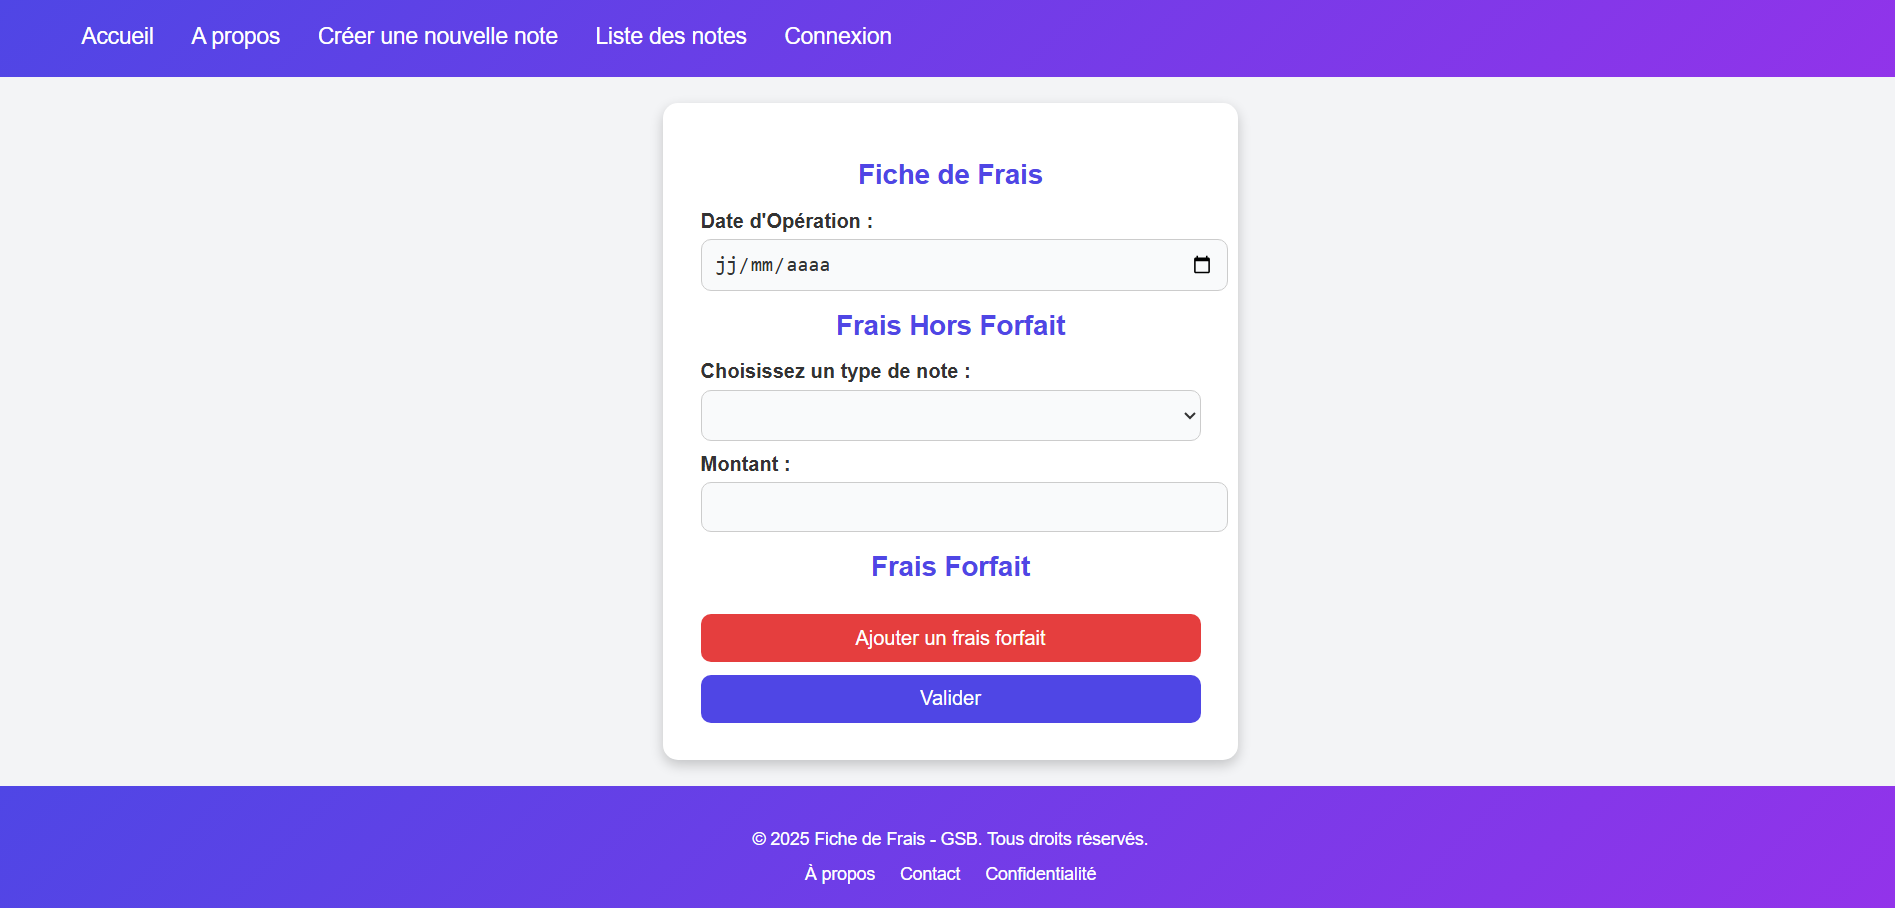 Accueil A propos Créer une nouvelle note Liste des notes Connexion
Fiche de Frais
Date d'Opération :
jj/mm/aaaa
Frais Hors Forfait
Choisissez un type de note :
Montant :
Frais Forfait
Ajouter un frais forfait
Valider
© 2025 Fiche de Frais - GSB. Tous droits réservés.
À propos Contact Confidentialité